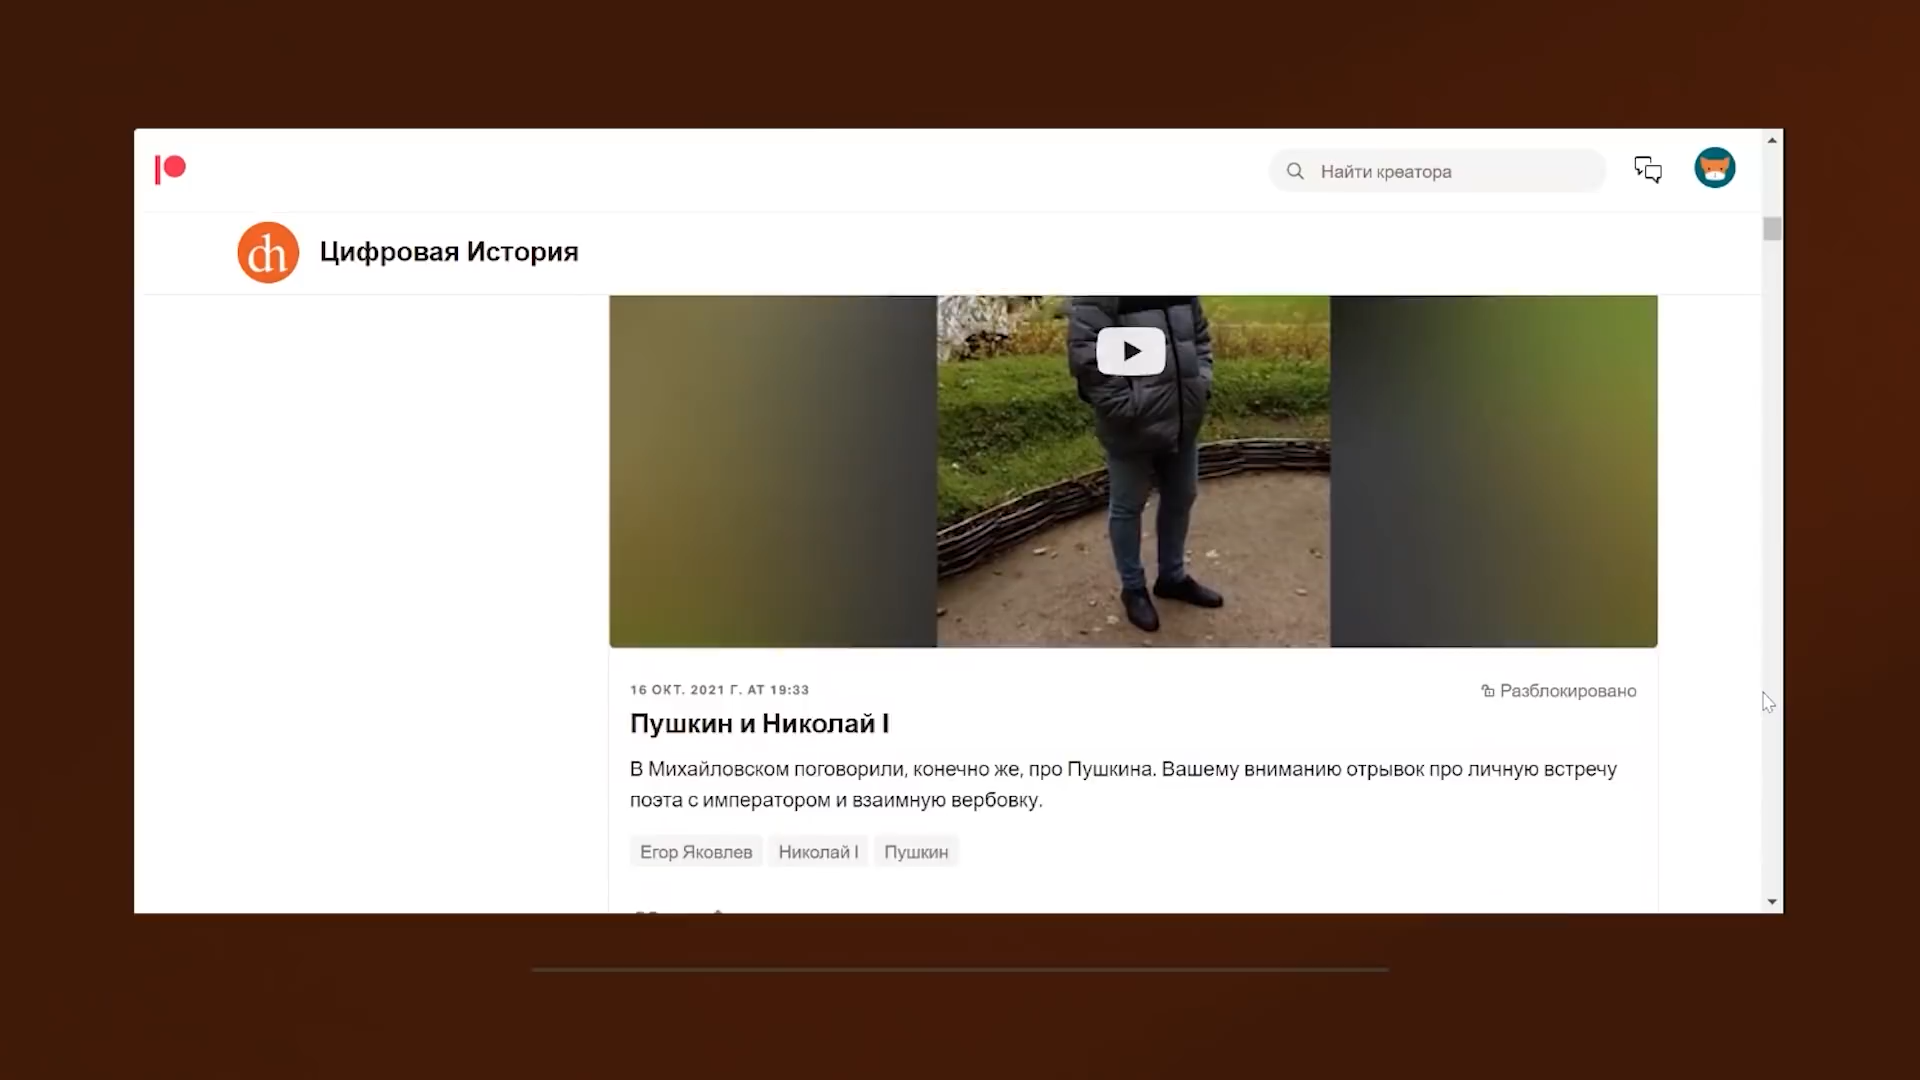 Найти креатора
dh
Цифровая История
16 ОКТ. 2021 Г. AT 19:33
Разблокировано
Пушкин и Николай I
В Михайловском поговорили, конечно же, про Пушкина. Вашему вниманию отрывок про личную встречу
поэта с императором и взаимную вербовку.
Егор Яковлев
Николай I
Пушкин